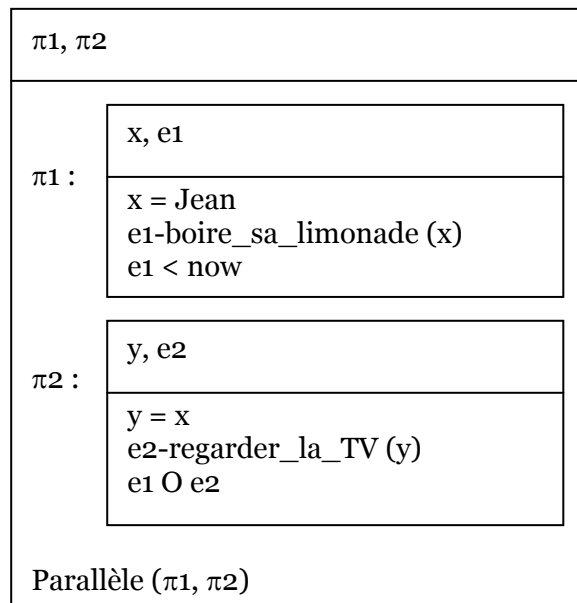 π1, π2
x, e1
π1 :
x = Jean
e1-boire_sa_limonade (x)
e1 < now
y, e2
π2 :
y = x
e2-regarder_la_TV (y)
e1 O e2
Parallèle (π1, π2)